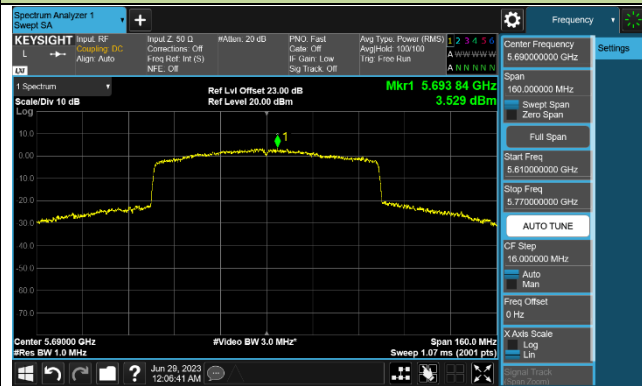 Spectrum Analyzer 1
Swept SA
Frequency
KEYSIGHT
L
LXI
Input: RF
Coupling: DC
Align: Auto
Input Z: 50 Ω
Corrections: Off
Freq Ref: Int (S)
NFE: Off
#Atten: 20 dB
PNO: Fast
Gate: Off
IF Gain: Low
Sig Track: Off
Avg Type: Power (RMS)
Avg|Hold: 100/100
Trig: Free Run
1 2 3 4 5 6
A W W W W W
A N N N N N
Center Frequency
5.690000000 GHz
Settings
Span
160.000000 MHz
Swept Span
Zero Span
Full Span
Start Freq
5.610000000 GHz
Stop Freq
5.770000000 GHz
AUTO TUNE
CF Step
16.000000 MHz
Auto
Man
Freq Offset
0 Hz
X Axis Scale
Log
Lin
Signal Track
(Span Zoom)
1 Spectrum
Scale/Div 10 dB
Log
Ref Lvl Offset 23.00 dB
Ref Level 20.00 dBm
Mkr1 5.693 84 GHz
3.529 dBm
1
10.0
0.00
-10.0
-20.0
-30.0
-40.0
-50.0
-60.0
-70.0
Center 5.69000 GHz
#Res BW 1.0 MHz
#Video BW 3.0 MHz*
Span 160.0 MHz
Sweep 1.07 ms (2001 pts)
?
Jun 29, 2023
12:06:41 AM